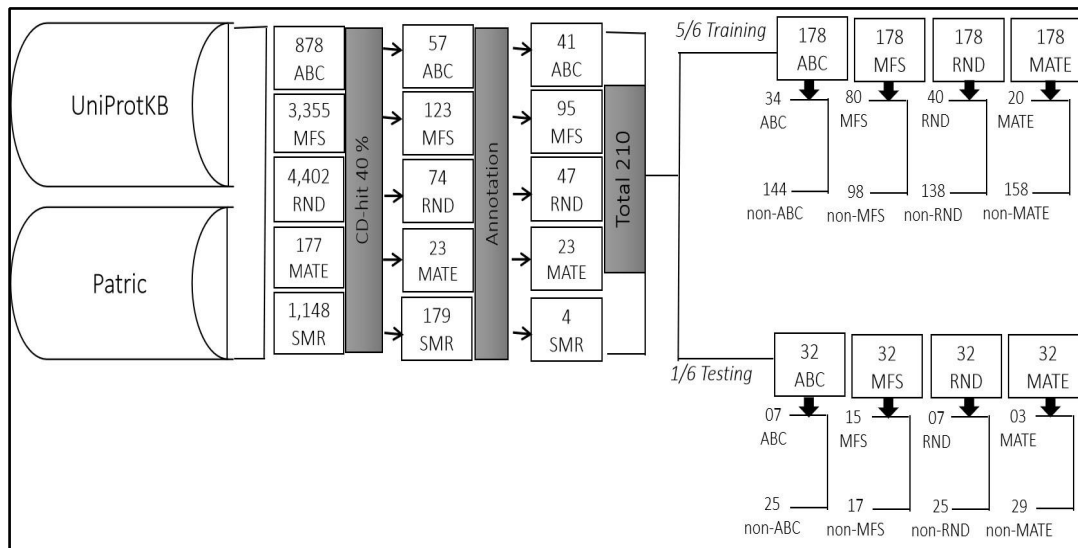 UniProtKB
Patric
878
ABC
3,355
MFS
4,402
RND
177
MATE
1,148
SMR
CD-hit 40 %
57
ABC
123
MFS
74
RND
23
MATE
179
SMR
Annotation
41
ABC
95
MFS
47
RND
23
MATE
4
SMR
Total 210
5/6 Training
178
ABC
178
MFS
178
RND
178
MATE
34
ABC
80
MFS
40
RND
20
MATE
144
non-ABC
98
non-MFS
138
non-RND
158
non-MATE
1/6 Testing
32
ABC
32
MFS
32
RND
32
MATE
07
ABC
15
MFS
07
RND
03
MATE
25
non-ABC
17
non-MFS
25
non-RND
29
non-MATE